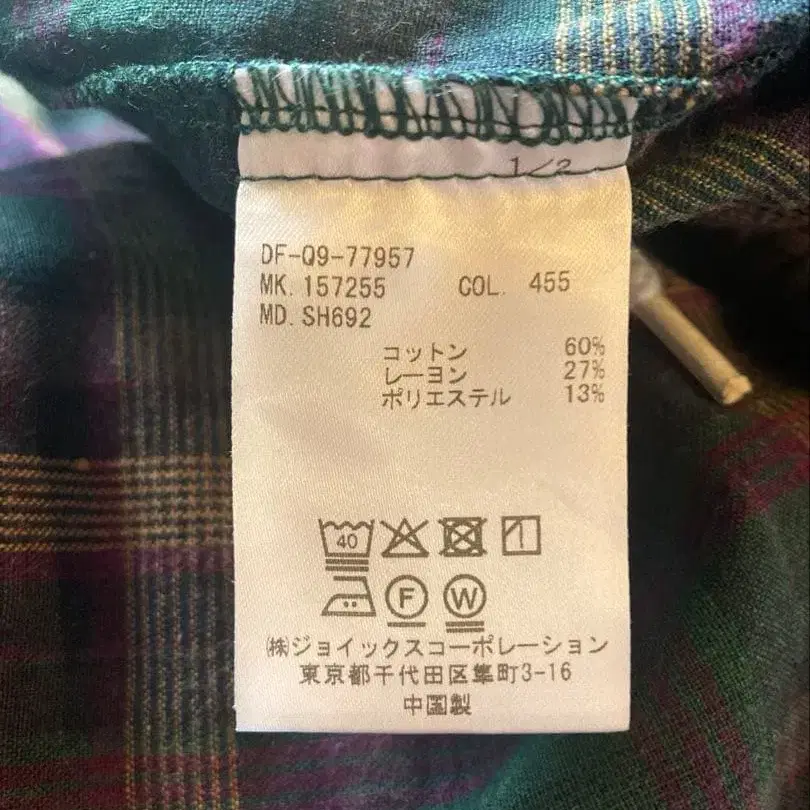 1/2
DF-Q9-77957
MK. 157255 COL. 455
MD. SH692
コットン 60%
レーヨン 27%
ポリエステル 13%
40
F W
㈱ジョイックスコーポレーション
東京都千代田区隼町3-16
中国製